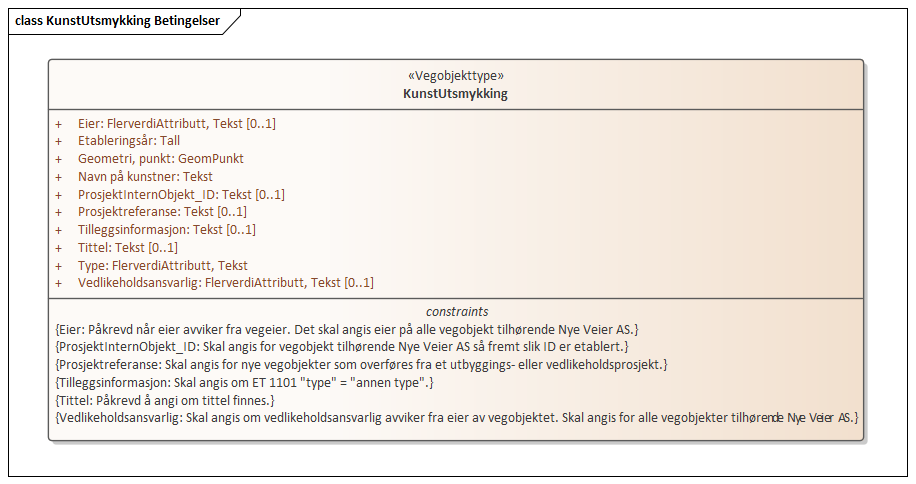 class KunstUtsmykking Betingelser
«Vegobjekttype»
KunstUtsmykking
+ Eier: FlerverdiAttributt, Tekst [0..1]
+ Etableringsår: Tall
+ Geometri, punkt: GeomPunkt
+ Navn på kunstner: Tekst
+ ProsjektInternObjekt_ID: Tekst [0..1]
+ Prosjektreferanse: Tekst [0..1]
+ Tilleggsinformasjon: Tekst [0..1]
+ Tittel: Tekst [0..1]
+ Type: FlerverdiAttributt, Tekst
+ Vedlikeholdsansvarlig: FlerverdiAttributt, Tekst [0..1]
constraints
{Eier: Påkrevd når eier avviker fra vegeier. Det skal angis eier på alle vegobjekt tilhørende Nye Veier AS.}
{ProsjektInternObjekt_ID: Skal angis for vegobjekt tilhørende Nye Veier AS så fremt slik ID er etablert.}
{Prosjektreferanse: Skal angis for nye vegobjekter som overføres fra et utbyggings- eller vedlikeholdsprosjekt.}
{Tilleggsinformasjon: Skal angis om ET 1101 "type" = "annen type".}
{Tittel: Påkrevd å angi om tittel finnes.}
{Vedlikeholdsansvarlig: Skal angis om vedlikeholdsansvarlig avviker fra eier av vegobjektet. Skal angis for alle vegobjekter tilhørende Nye Veier AS.}